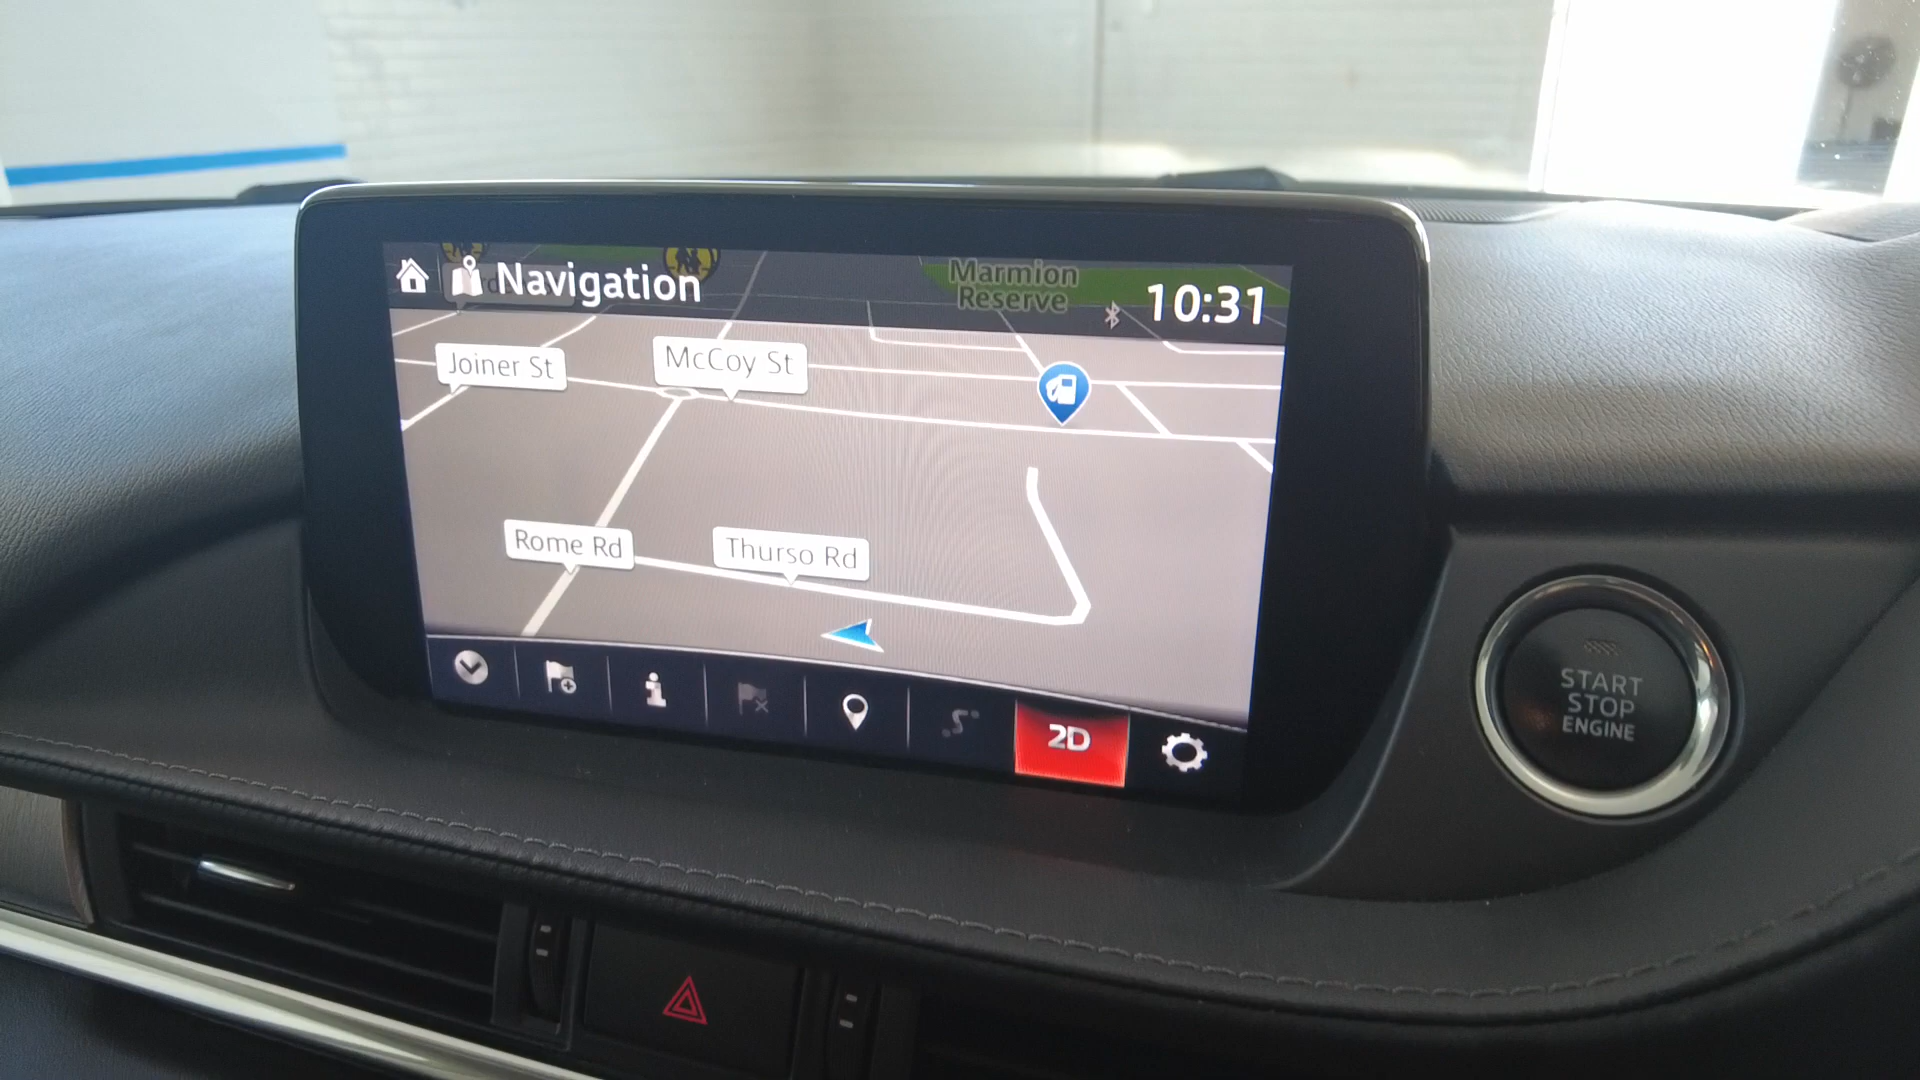 Navigation
Marmion
Reserve
10:31
Joiner St
McCoy St
Rome Rd
Thurso Rd
2D
START
STOP
ENGINE